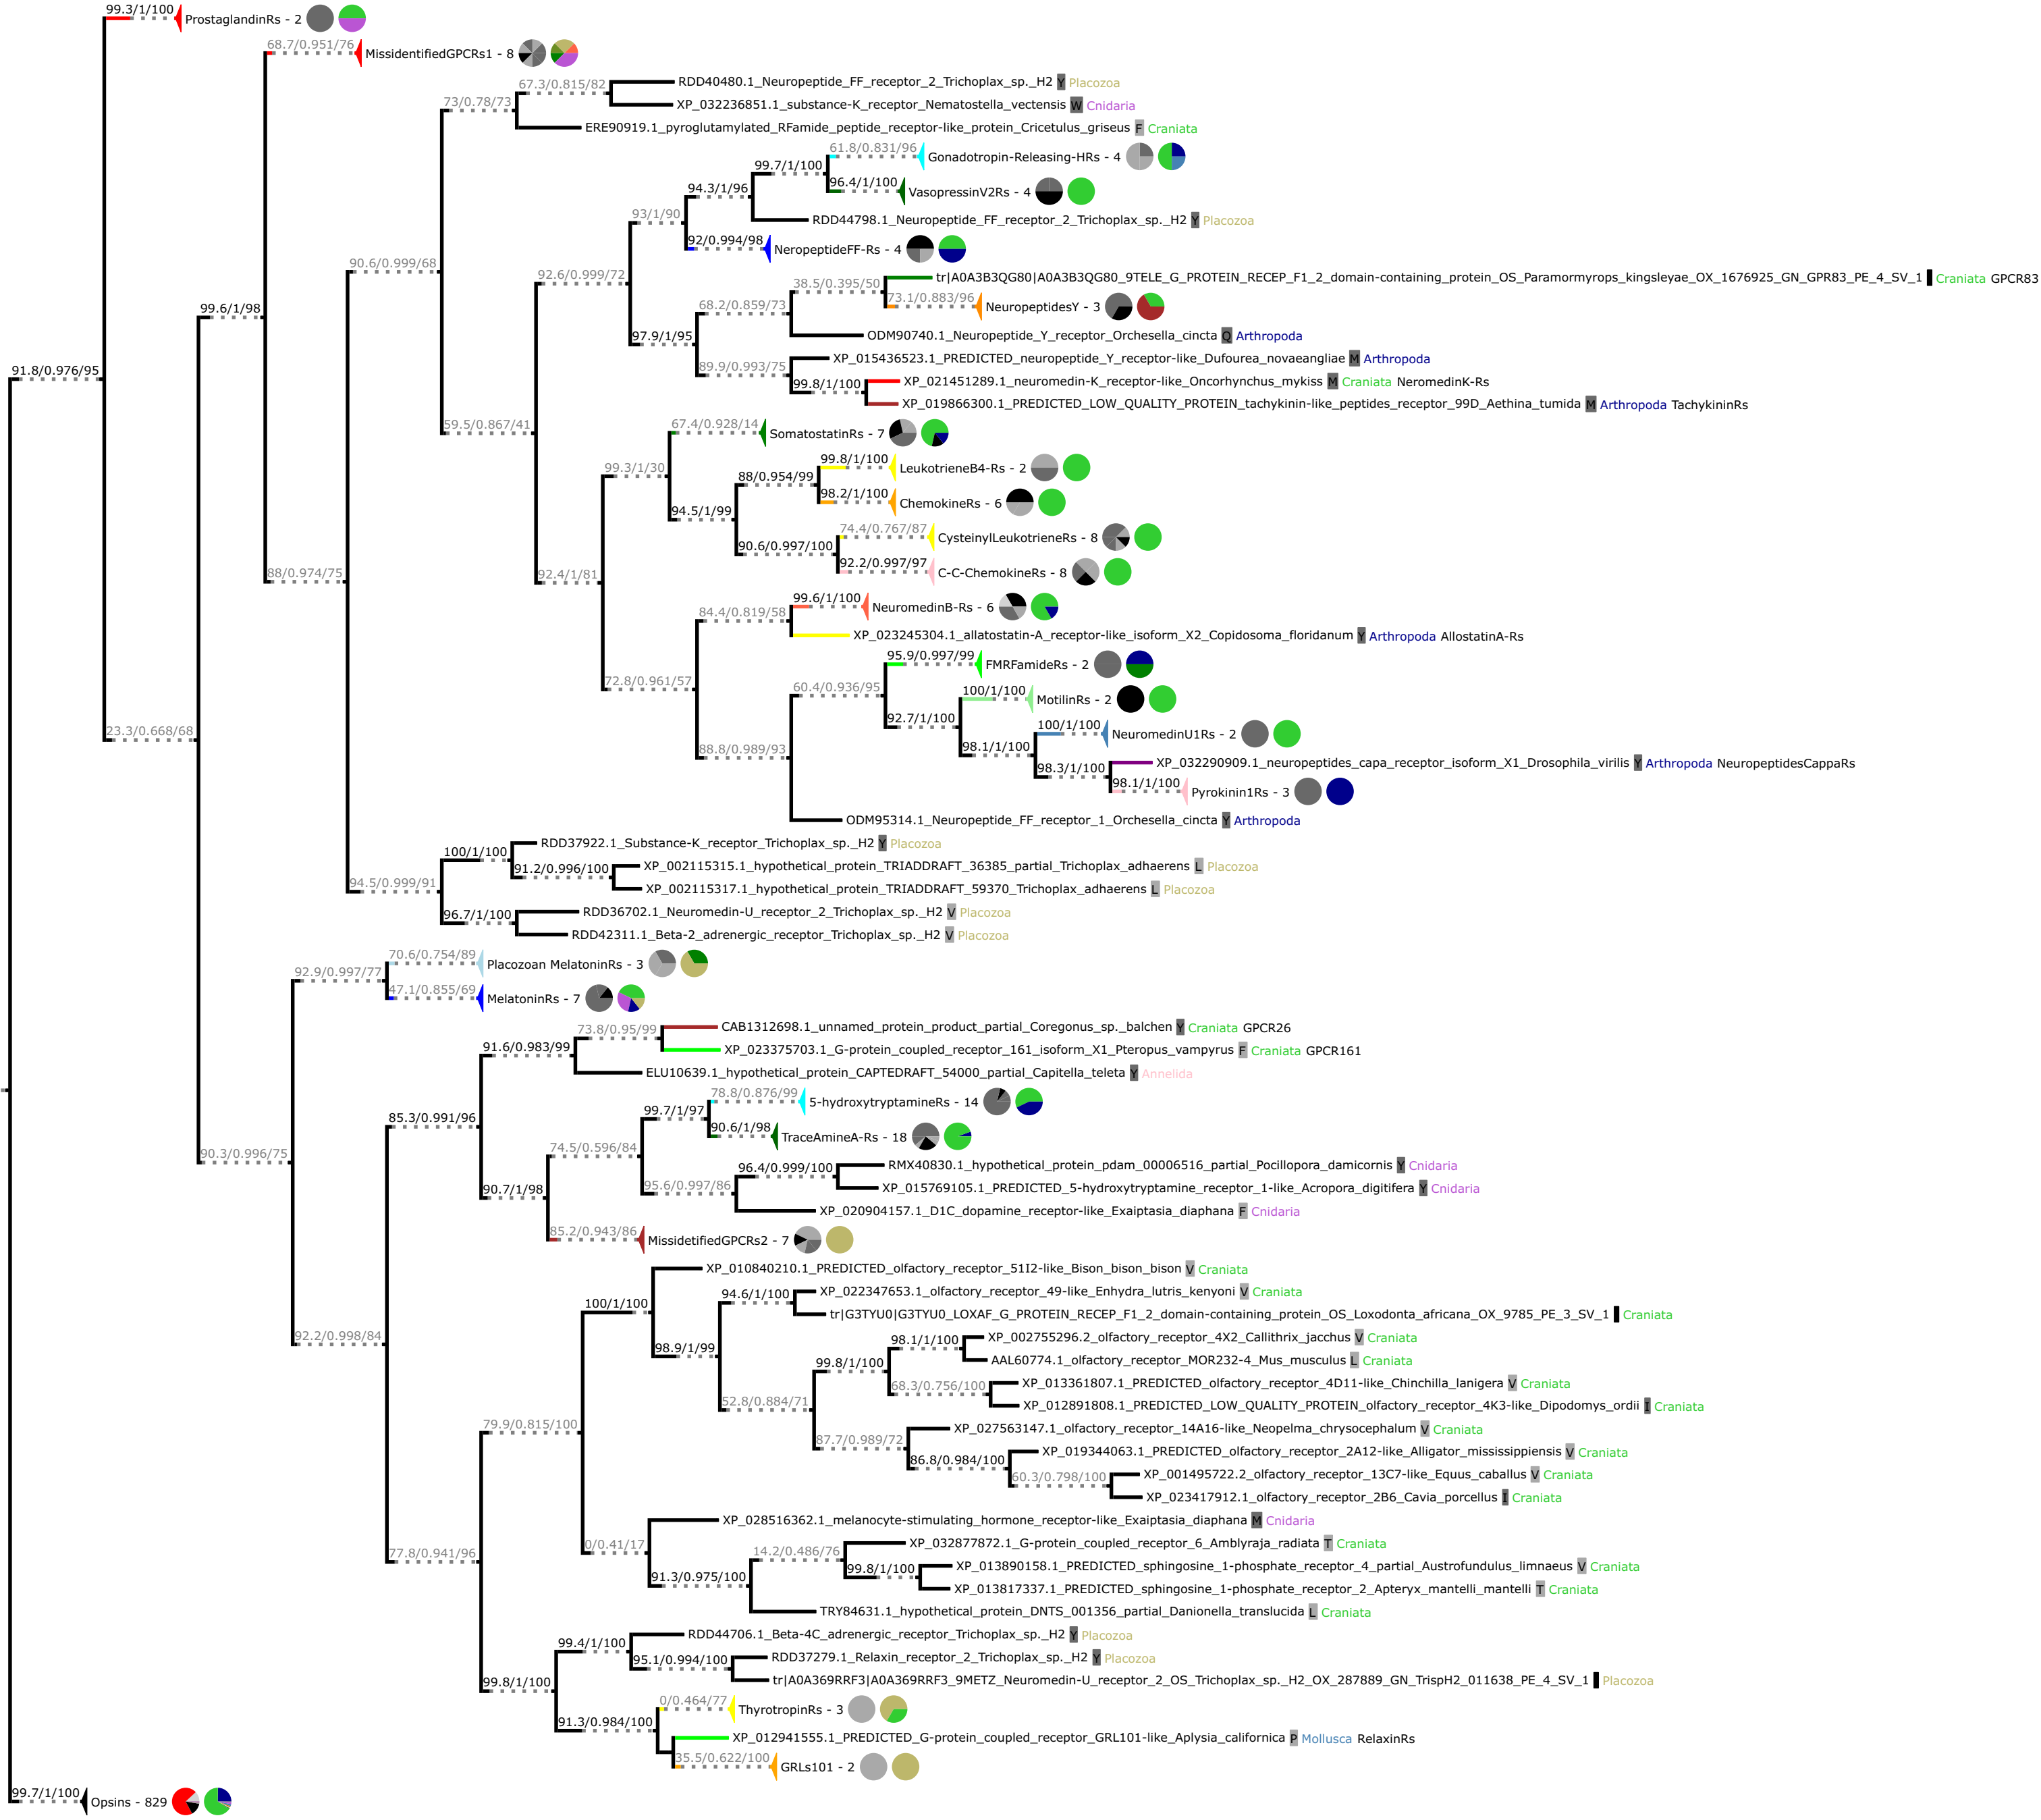 99.3/1/100 ProstaglandinRs - 2
68.7/0.951/76 MissidentifiedGPCRs1 - 8
67.3/0.815/82 RDD40480.1_Neuropeptide_FF_receptor_2_Trichoplax_sp._H2 Y Placozoa
73/0.78/73 XP_032236851.1_substance-K_receptor_Nematostella_vectensis W Cnidaria
ERE90919.1_pyroglutamylated_RFamide_peptide_receptor-like_protein_Cricetulus_griseus F Craniata
61.8/0.831/96 Gonadotropin-Releasing-HRs - 4
99.7/1/100
94.3/1/96 96.4/1/100 VasopressinV2Rs - 4
93/1/90 RDD44798.1_Neuropeptide_FF_receptor_2_Trichoplax_sp._H2 Y Placozoa
92/0.994/98 NeropeptideFF-Rs - 4
90.6/0.999/68 92.6/0.999/72 tr|A0A3B3QG80|A0A3B3QG80_9TELE_G_PROTEIN_RECEP_F1_2_domain-containing_protein_OS_Paramormyrops_kingsleyae_OX_1676925_GN_GPR83_PE_4_SV_1 Craniata GPCR83
38.5/0.395/50
73.1/0.883/96 NeuropeptidesY - 3
99.6/1/98 68.2/0.859/73
97.9/1/95 ODM90740.1_Neuropeptide_Y_receptor_Orchesella_cincta Q Arthropoda
XP_015436523.1_PREDICTED_neuropeptide_Y_receptor-like_Dufourea_novaeangliae M Arthropoda
91.8/0.976/95 89.9/0.993/75
99.8/1/100 XP_021451289.1_neuromedin-K_receptor-like_Oncorhynchus_mykiss M Craniata NeromedinK-Rs
XP_019866300.1_PREDICTED_LOW_QUALITY_PROTEIN_tachykinin-like_peptides_receptor_99D_Aethina_tumida M Arthropoda TachykininRs
59.5/0.867/41 67.4/0.928/14 SomatostatinRs - 7
99.3/1/30 99.8/1/100 LeukotrieneB4-Rs - 2
88/0.954/99
98.2/1/100 ChemokineRs - 6
94.5/1/99
74.4/0.767/87 CysteinylLeukotrieneRs - 8
90.6/0.997/100
88/0.974/75 92.4/1/81 92.2/0.997/97 C-C-ChemokineRs - 8
99.6/1/100 NeuromedinB-Rs - 6
84.4/0.819/58
XP_023245304.1_allatostatin-A_receptor-like_isoform_X2_Copidosoma_floridanum Y Arthropoda AllostatinA-Rs
95.9/0.997/99 FMRFamideRs - 2
72.8/0.961/57 60.4/0.936/95 100/1/100 MotilinRs - 2
92.7/1/100 100/1/100 NeuromedinU1Rs - 2
23.3/0.668/68 88.8/0.989/93 98.1/1/100
98.3/1/100 XP_032290909.1_neuropeptides_capa_receptor_isoform_X1_Drosophila_virilis Y Arthropoda NeuropeptidesCappaRs
98.1/1/100 Pyrokinin1Rs - 3
ODM95314.1_Neuropeptide_FF_receptor_1_Orchesella_cincta Y Arthropoda
100/1/100 RDD37922.1_Substance-K_receptor_Trichoplax_sp._H2 Y Placozoa
91.2/0.996/100 XP_002115315.1_hypothetical_protein_TRIADDRAFT_36385_partial_Trichoplax_adhaerens L Placozoa
94.5/0.999/91 XP_002115317.1_hypothetical_protein_TRIADDRAFT_59370_Trichoplax_adhaerens L Placozoa
96.7/1/100 RDD36702.1_Neuromedin-U_receptor_2_Trichoplax_sp._H2 V Placozoa
RDD42311.1_Beta-2_adrenergic_receptor_Trichoplax_sp._H2 V Placozoa
70.6/0.754/89 Placozoan MelatoninRs - 3
92.9/0.997/77
47.1/0.855/69 MelatoninRs - 7
73.8/0.95/99 CAB1312698.1_unnamed_protein_product_partial_Coregonus_sp._balchen Y Craniata GPCR26
91.6/0.983/99 XP_023375703.1_G-protein_coupled_receptor_161_isoform_X1_Pteropus_vampyrus F Craniata GPCR161
ELU10639.1_hypothetical_protein_CAPTEDRAFT_54000_partial_Capitella_teleta Y Annelida
78.8/0.876/99 5-hydroxytryptamineRs - 14
85.3/0.991/96 99.7/1/97
90.6/1/98 TraceAmineA-Rs - 18
74.5/0.596/84
90.3/0.996/75 96.4/0.999/100 RMX40830.1_hypothetical_protein_pdam_00006516_partial_Pocillopora_damicornis Y Cnidaria
90.7/1/98 95.6/0.997/86 XP_015769105.1_PREDICTED_5-hydroxytryptamine_receptor_1-like_Acropora_digitifera Y Cnidaria
XP_020904157.1_D1C_dopamine_receptor-like_Exaiptasia_diaphana F Cnidaria
85.2/0.943/86 MissidetifiedGPCRs2 - 7
XP_010840210.1_PREDICTED_olfactory_receptor_51I2-like_Bison_bison_bison V Craniata
94.6/1/100 XP_022347653.1_olfactory_receptor_49-like_Enhydra_lutris_kenyoni V Craniata
100/1/100 tr|G3TYU0|G3TYU0_LOXAF_G_PROTEIN_RECEP_F1_2_domain-containing_protein_OS_Loxodonta_africana_OX_9785_PE_3_SV_1 Craniata
92.2/0.998/84 98.9/1/99 98.1/1/100 XP_002755296.2_olfactory_receptor_4X2_Callithrix_jacchus V Craniata
99.8/1/100 AAL60774.1_olfactory_receptor_MOR232-4_Mus_musculus L Craniata
68.3/0.756/100 XP_013361807.1_PREDICTED_olfactory_receptor_4D11-like_Chinchilla_lanigera V Craniata
52.8/0.884/71 XP_012891808.1_PREDICTED_LOW_QUALITY_PROTEIN_olfactory_receptor_4K3-like_Dipodomys_ordii I Craniata
79.9/0.815/100 XP_027563147.1_olfactory_receptor_14A16-like_Neopelma_chrysocephalum V Craniata
87.7/0.989/72 XP_019344063.1_PREDICTED_olfactory_receptor_2A12-like_Alligator_mississippiensis V Craniata
86.8/0.984/100 XP_001495722.2_olfactory_receptor_13C7-like_Equus_caballus V Craniata
60.3/0.798/100 XP_023417912.1_olfactory_receptor_2B6_Cavia_porcellus I Craniata
XP_028516362.1_melanocyte-stimulating_hormone_receptor-like_Exaiptasia_diaphana M Cnidaria
0/0.41/17 14.2/0.486/76 XP_032877872.1_G-protein_coupled_receptor_6_Amblyraja_radiata T Craniata
77.8/0.941/96 99.8/1/100 XP_013890158.1_PREDICTED_sphingosine_1-phosphate_receptor_4_partial_Austrofundulus_limnaeus V Craniata
91.3/0.975/100 XP_013817337.1_PREDICTED_sphingosine_1-phosphate_receptor_2_Apteryx_mantelli_mantelli T Craniata
TRY84631.1_hypothetical_protein_DNTS_001356_partial_Danionella_translucida L Craniata
99.4/1/100 RDD44706.1_Beta-4C_adrenergic_receptor_Trichoplax_sp._H2 Y Placozoa
95.1/0.994/100 RDD37279.1_Relaxin_receptor_2_Trichoplax_sp._H2 Y Placozoa
99.8/1/100 tr|A0A369RRF3|A0A369RRF3_9METZ_Neuromedin-U_receptor_2_OS_Trichoplax_sp._H2_OX_287889_GN_TrispH2_011638_PE_4_SV_1 Placozoa
0/0.464/77 ThyrotropinRs - 3
91.3/0.984/100 XP_012941555.1_PREDICTED_G-protein_coupled_receptor_GRL101-like_Aplysia_californica P Mollusca RelaxinRs
35.5/0.622/100 GRLs101 - 2
99.7/1/100 Opsins - 829